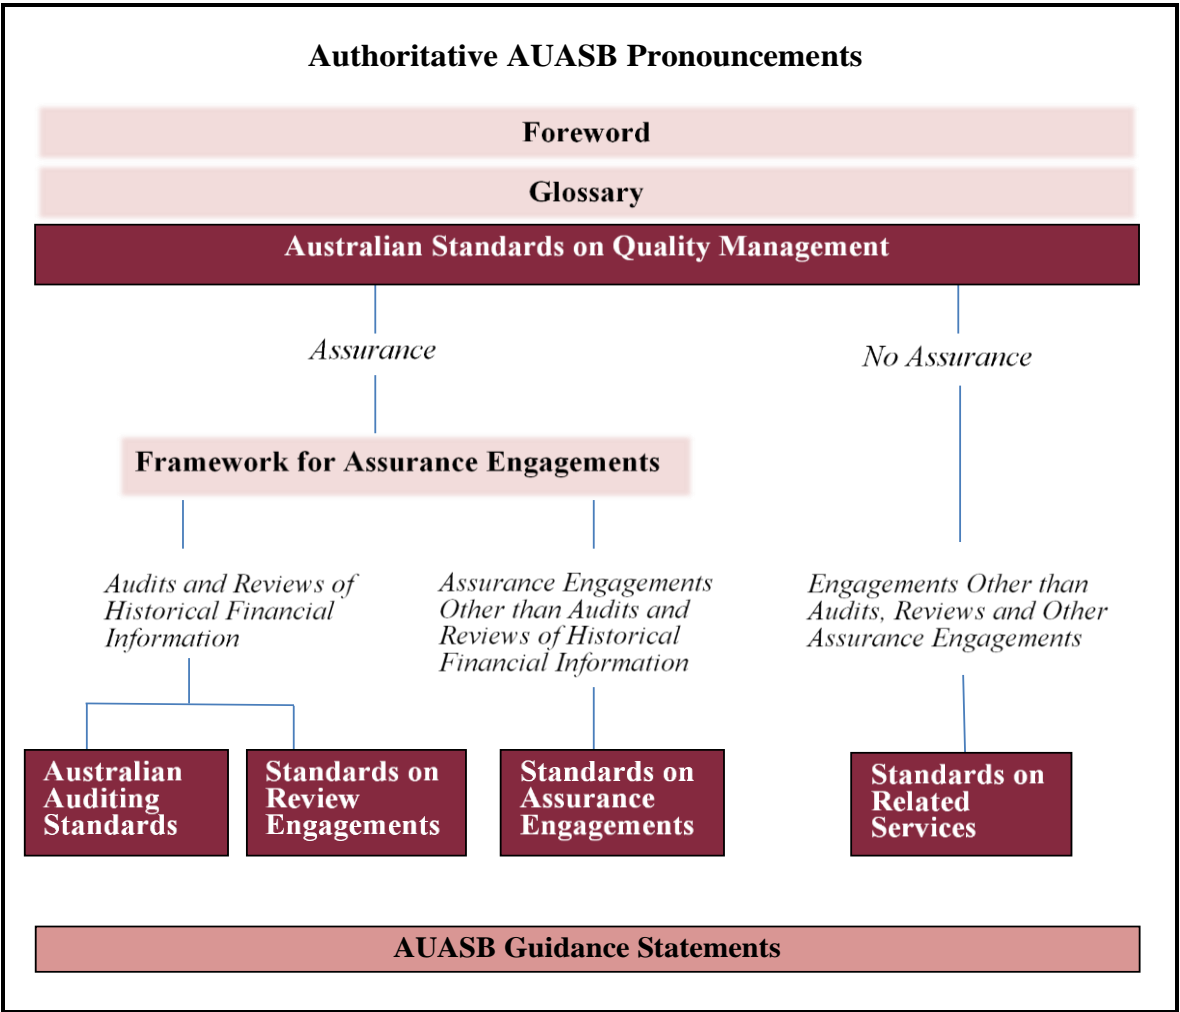 Authoritative AUASB Pronouncements
Foreword
Glossary
Australian Standards on Quality Management
Assurance
No Assurance
Framework for Assurance Engagements
Audits and Reviews of
Historical Financial
Information
Assurance Engagements
Other than Audits and
Reviews of Historical
Financial Information
Engagements Other than
Audits, Reviews and Other
Assurance Engagements
Australian
Auditing
Standards
Standards on
Review
Engagements
Standards on
Assurance
Engagements
Standards on
Related
Services
AUASB Guidance Statements